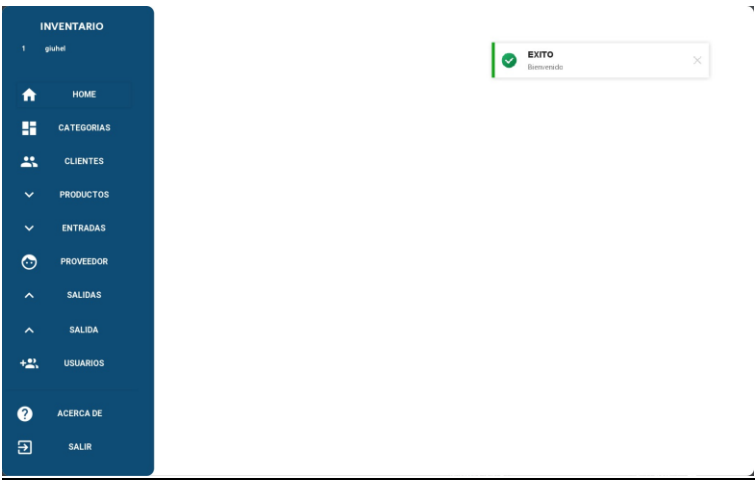 INVENTARIO
1 giuhel
EXITO
Bienvenido
HOME
CATEGORIAS
CLIENTES
PRODUCTOS
ENTRADAS
PROVEEDOR
SALIDAS
SALIDA
USUARIOS
ACERCA DE
SALIR